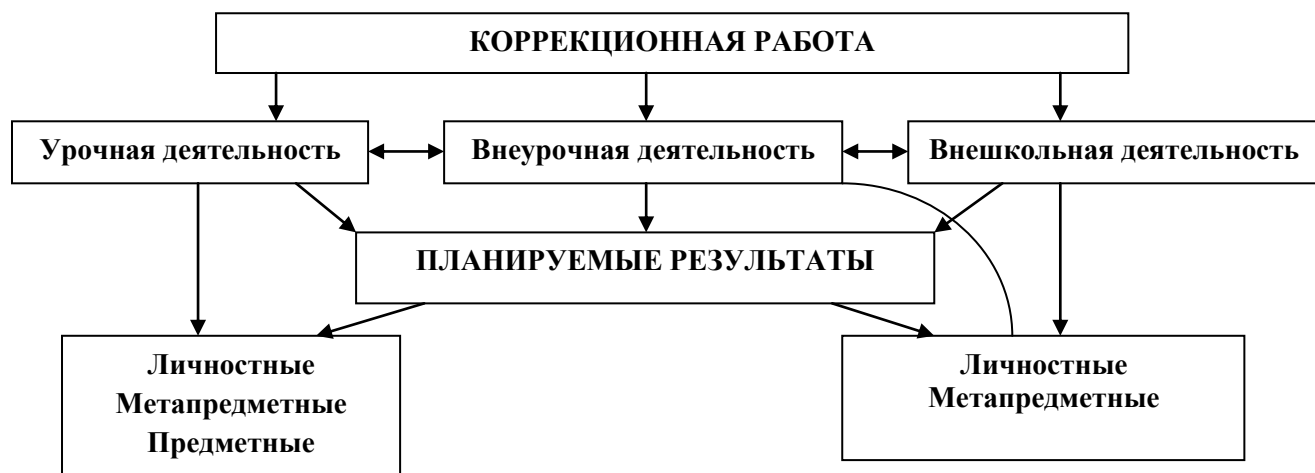 КОРРЕКЦИОННАЯ РАБОТА
Урочная деятельность
Внеурочная деятельность
Внешкольная деятельность
ПЛАНИРУЕМЫЕ РЕЗУЛЬТАТЫ
Личностные
Метапредметные
Предметные
Личностные
Метапредметные